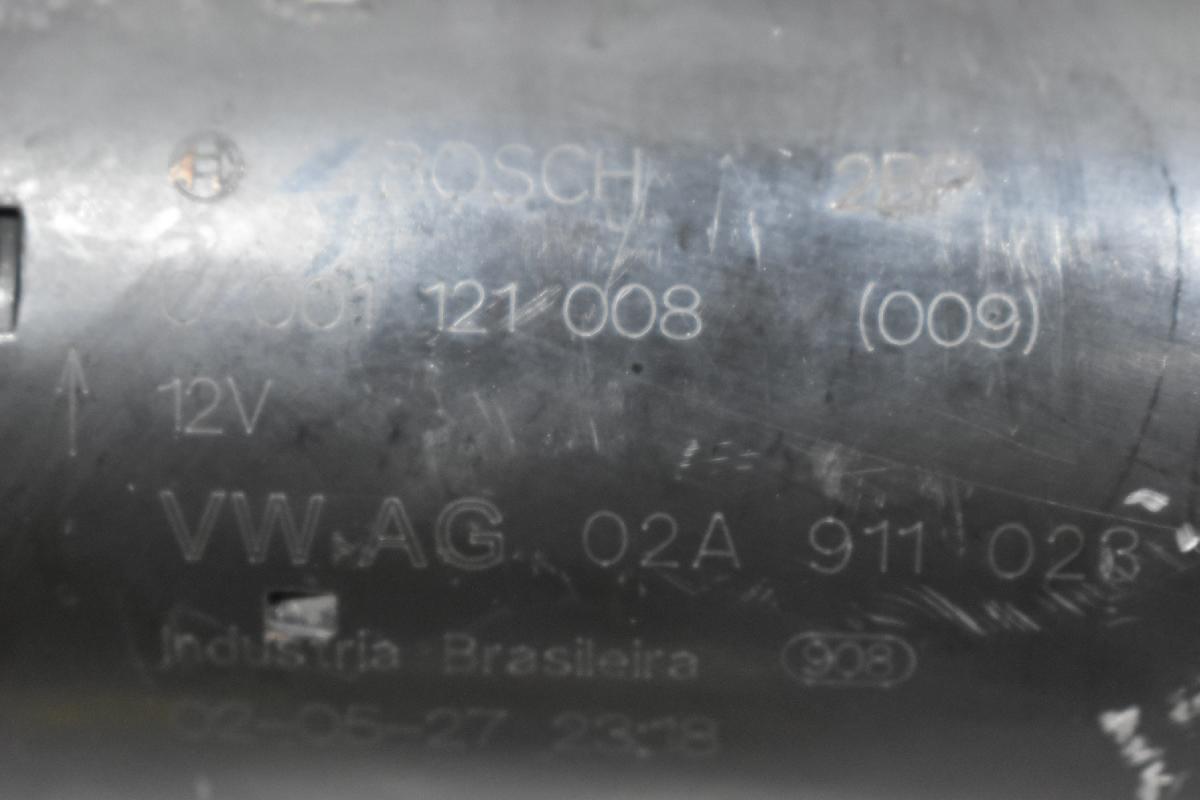 BOSCH
0 001 121 008 (009)
12V
VW AG 02A 911 023
Industria Brasileira 908
02-05-27 23:18